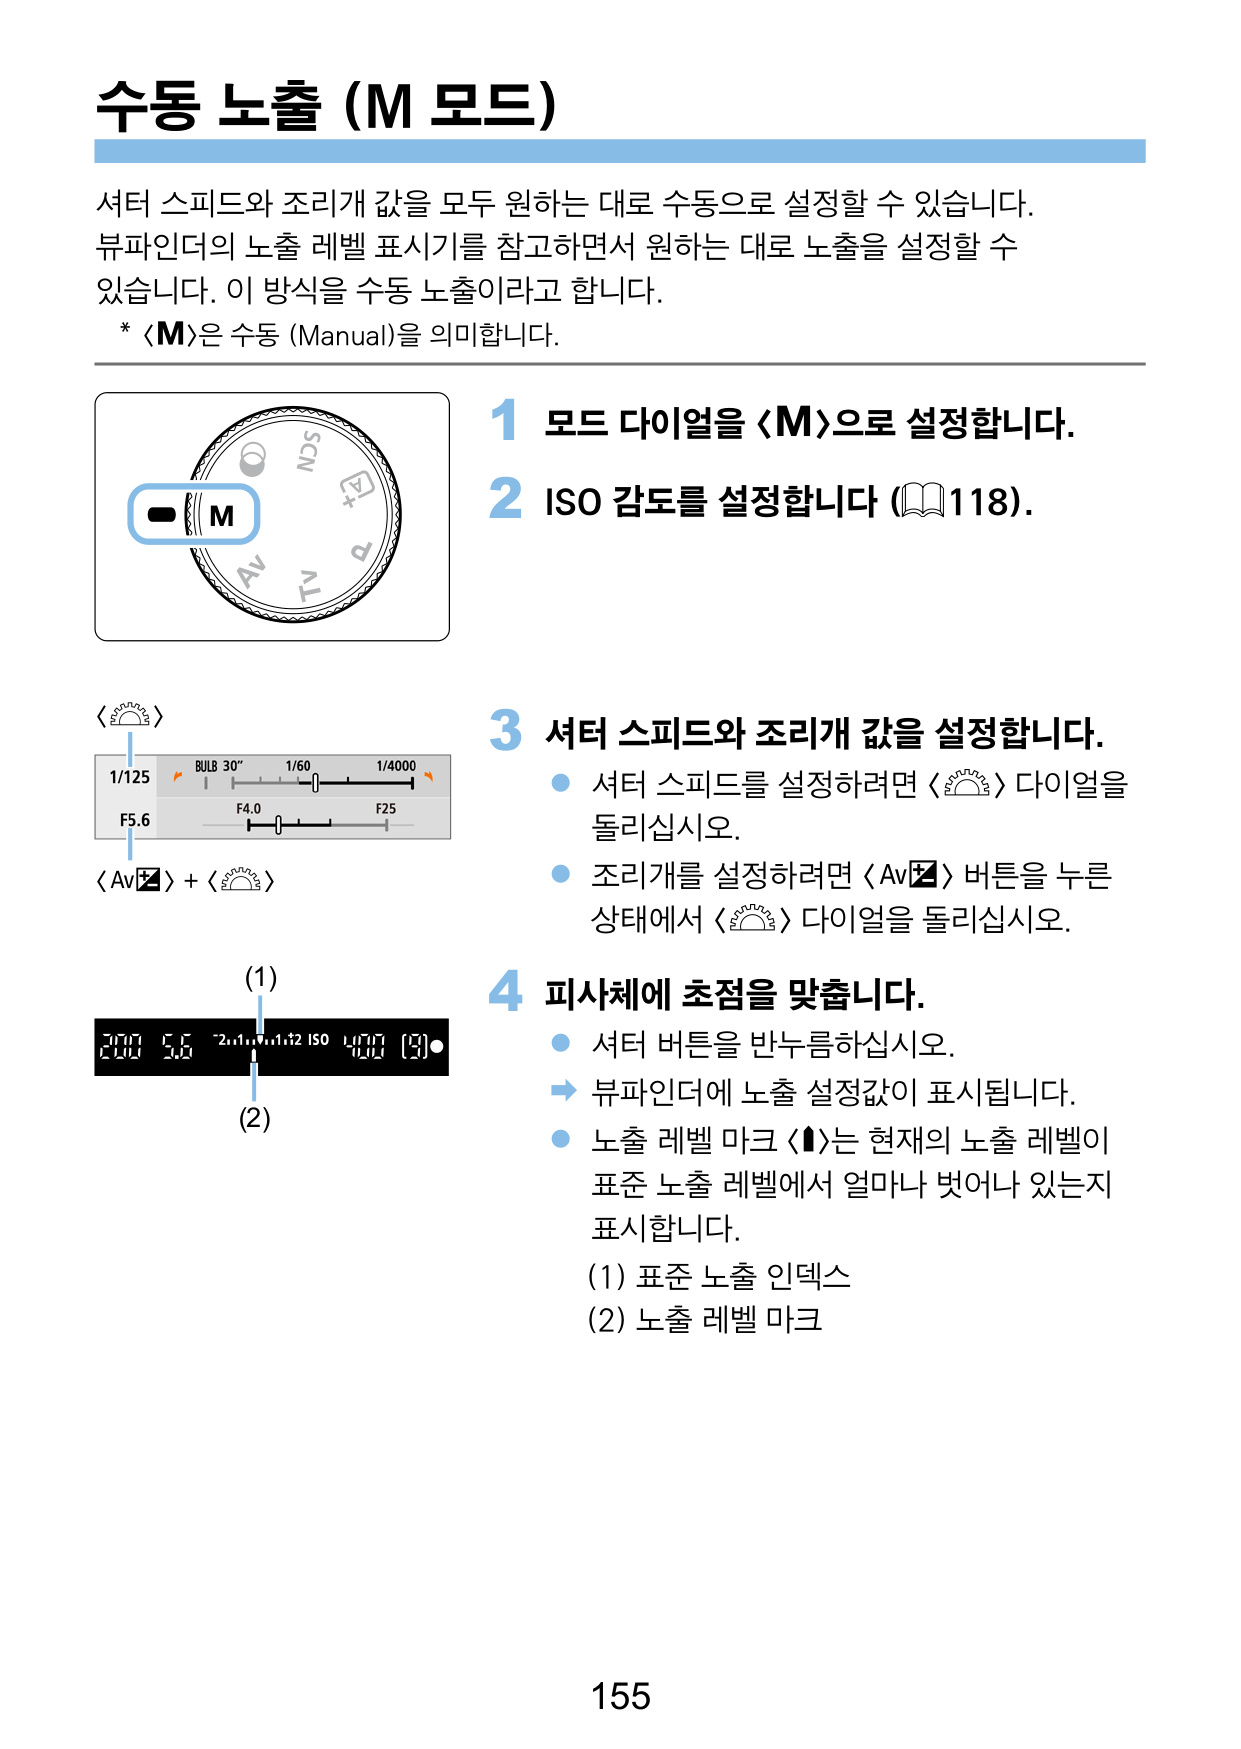 수동 노출 (M 모드)
셔터 스피드와 조리개 값을 모두 원하는 대로 수동으로 설정할 수 있습니다.
뷰파인더의 노출 레벨 표시기를 참고하면서 원하는 대로 노출을 설정할 수
있습니다. 이 방식을 수동 노출이라고 합니다.
* 〈M〉은 수동 (Manual)을 의미합니다.
SCN
A+
M
P
Av
Tv
1 모드 다이얼을 〈M〉으로 설정합니다.
2 ISO 감도를 설정합니다 (118).
1/125
BULB 30" 1/60 1/4000
F5.6
F4.0 F25
〈Av〉 + 〈〉
3 셔터 스피드와 조리개 값을 설정합니다.
● 셔터 스피드를 설정하려면 〈〉 다이얼을
돌리십시오.
● 조리개를 설정하려면 〈Av〉 버튼을 누른
상태에서 〈〉 다이얼을 돌리십시오.
(1)
200 5.6 -2..1..▼..1..+2 ISO 400 [9]●
(2)
4 피사체에 초점을 맞춥니다.
● 셔터 버튼을 반누름하십시오.
➡ 뷰파인더에 노출 설정값이 표시됩니다.
● 노출 레벨 마크 〈〉는 현재의 노출 레벨이
표준 노출 레벨에서 얼마나 벗어나 있는지
표시합니다.
(1) 표준 노출 인덱스
(2) 노출 레벨 마크
155